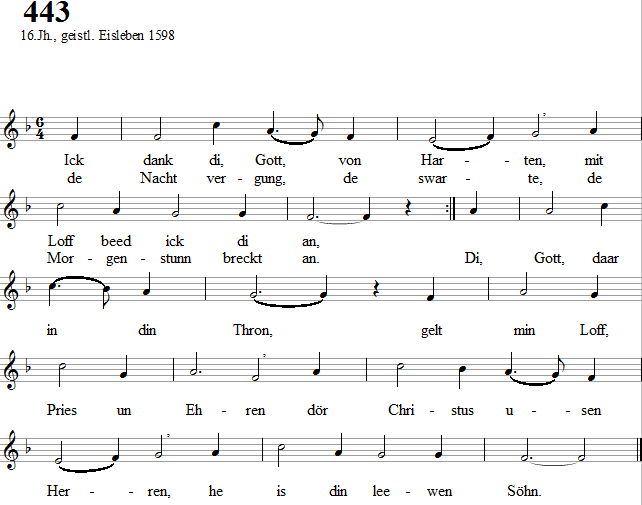 443
16.Jh., geistl. Eisleben 1598
Ick dank di, Gott, von Har - - ten, mit
de Nacht ver - gung, de swar - - te, de
Loff beed ick di an,
Mor - gen - stunn breckt an. Di, Gott, daar
in din Thron, gelt min Loff,
Pries un Eh - ren dör Chri - stus u - - sen
Her - - ren, he is din lee - wen Söhn.